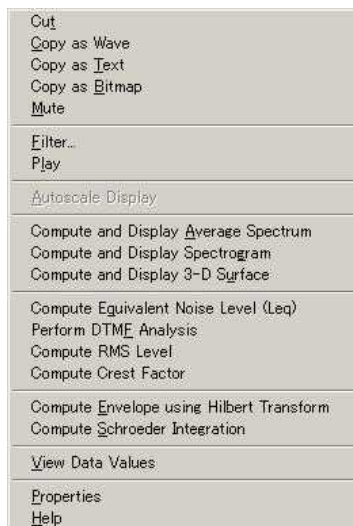 Cut
Copy as Wave
Copy as Text
Copy as Bitmap
Mute
Filter...
Play
Autoscale Display
Compute and Display Average Spectrum
Compute and Display Spectrogram
Compute and Display 3-D Surface
Compute Equivalent Noise Level (Leq)
Perform DTMF Analysis
Compute RMS Level
Compute Crest Factor
Compute Envelope using Hilbert Transform
Compute Schroeder Integration
View Data Values
Properties
Help